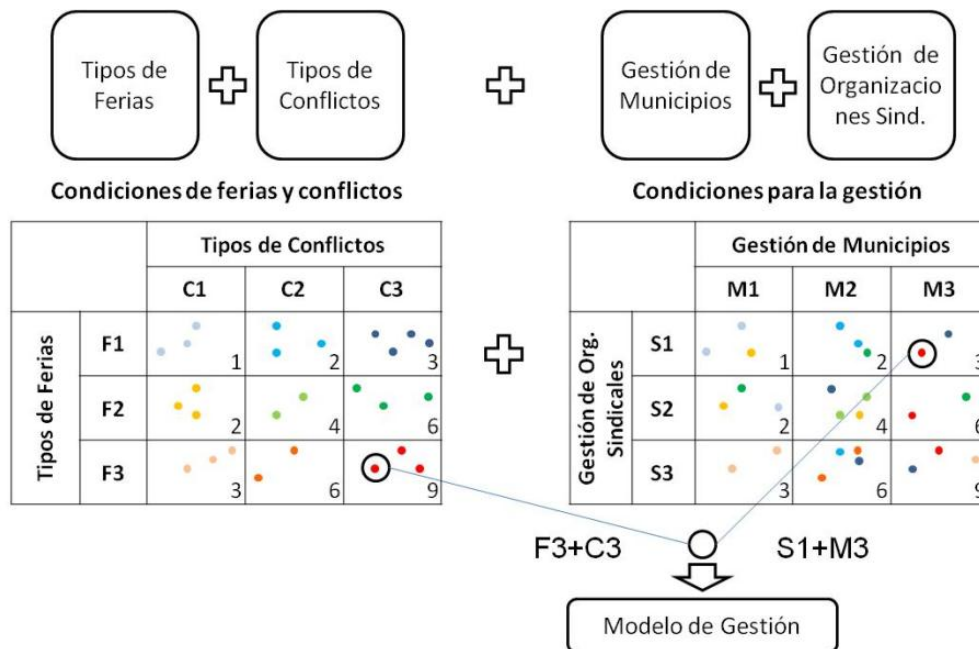 Tipos de
Ferias
Tipos de
Conflictos
Gestión de
Municipios
Gestión de
Organizacio
nes Sind.
Condiciones de ferias y conflictos
Condiciones para la gestión
Tipos de Conflictos
C1 C2 C3
Tipos de Ferias
F1 1 2 3
F2 2 4 6
F3 3 6 9
Gestión de Municipios
M1 M2 M3
Gestión de Org.
Sindicales
S1 1 2 3
S2 2 4 6
S3 3 6 9
F3+C3 S1+M3
Modelo de Gestión